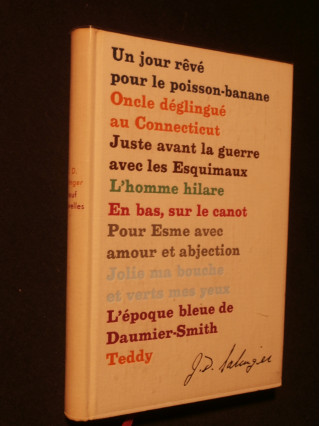 Un jour rêvé
pour le poisson-banane
Oncle déglingué
au Connecticut
Juste avant la guerre
avec les Esquimaux
L'homme hilare
En bas, sur le canot
Pour Esme avec
amour et abjection
Jolie ma bouche
et verts mes yeux
L'époque bleue de
Daumier-Smith
Teddy
J.D. Salinger